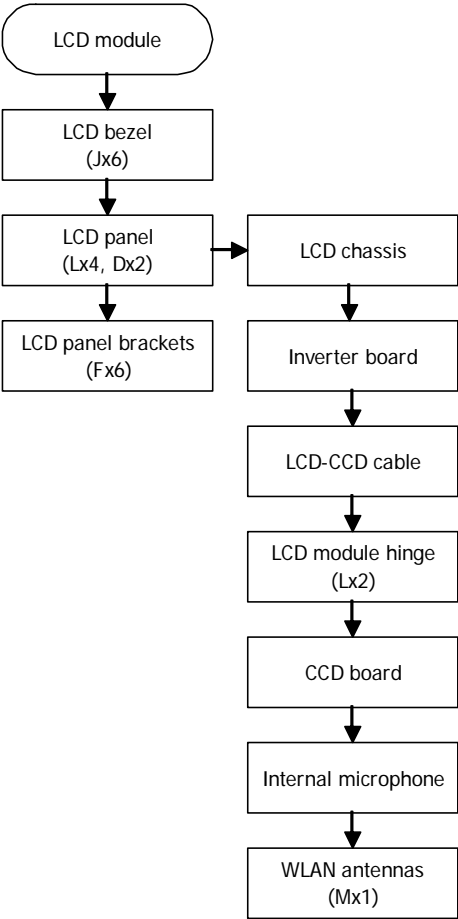 LCD module
LCD bezel
(Jx6)
LCD panel
(Lx4, Dx2)
LCD panel brackets
(Fx6)
LCD chassis
Inverter board
LCD-CCD cable
LCD module hinge
(Lx2)
CCD board
Internal microphone
WLAN antennas
(Mx1)